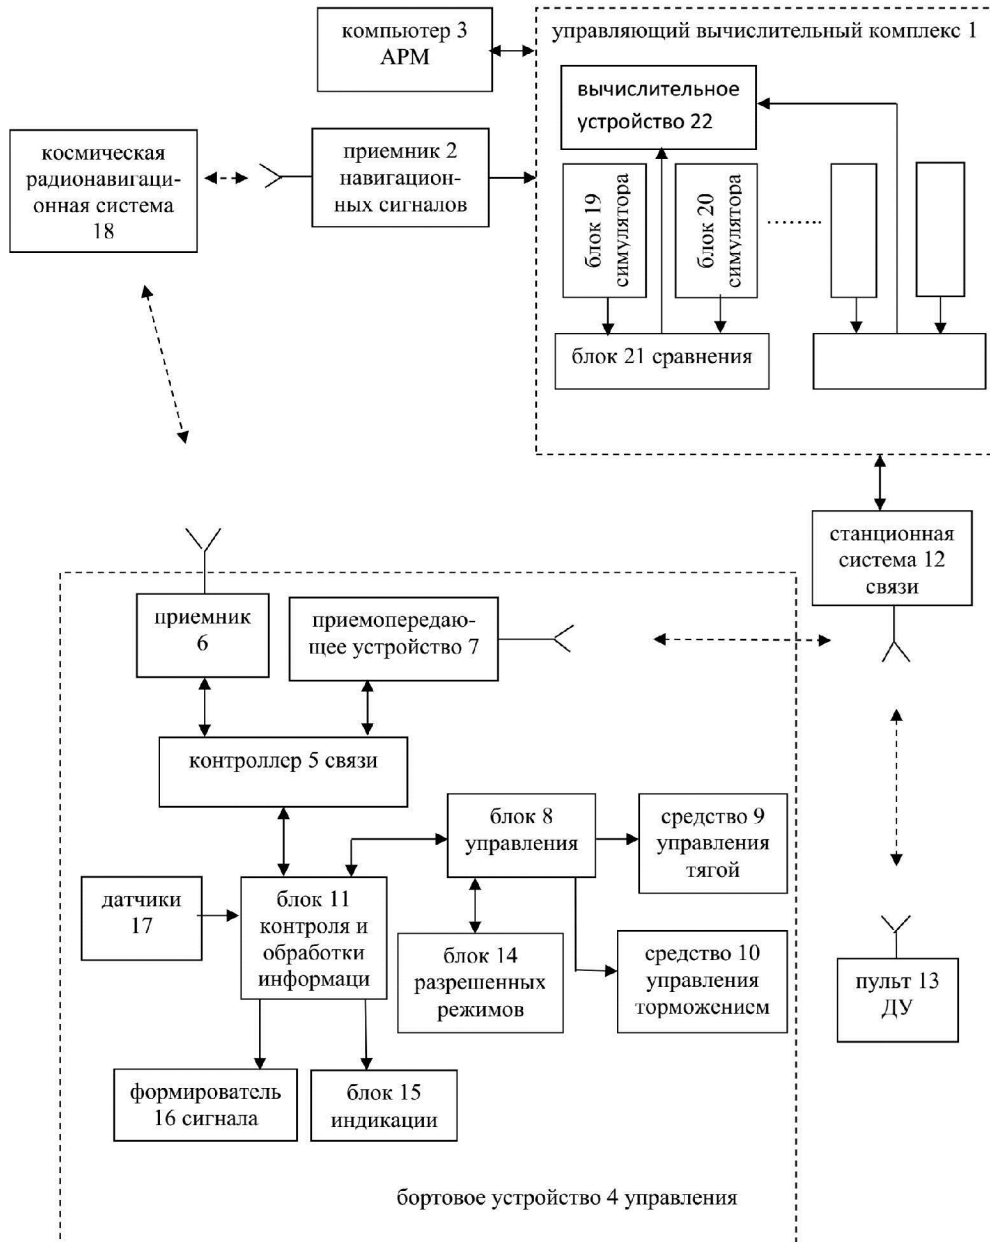 компьютер 3
АРМ
управляющий вычислительный комплекс 1
вычислительное
устройство 22
космическая
радионавигаци-
онная система
18
приемник 2
навигацион-
ных сигналов
блок 19
симулятора
блок 20
симулятора
........
блок 21 сравнения
станционная
система 12
связи
приемник
6
приемопередаю-
щее устройство 7
контроллер 5 связи
блок 8
управления
средство 9
управления
тягой
датчики
17
блок 11
контроля и
обработки
информаци
блок 14
разрешенных
режимов
средство 10
управления
торможением
пульт 13
ДУ
формирователь
16 сигнала
блок 15
индикации
бортовое устройство 4 управления